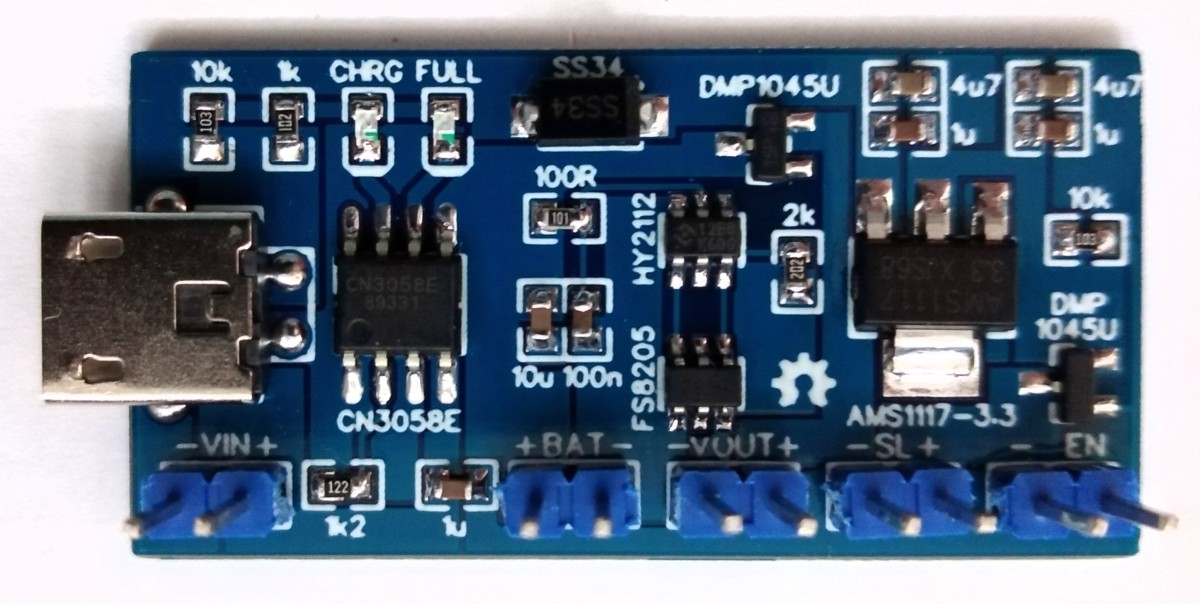 10k 1k CHRG FULL SS34 DMP1045U 4u7 4u7
103 102 SS34 1u 1u
100R
101
HY2112
2k
202
10k
103
CN3058E
89331
AMS1117
3.3
DMP
1045U
10u 100n
FS8205
CN3058E
AMS1117-3.3
-VIN+ +BAT- -VOUT+ -SL+ - EN
122
1k2 1u